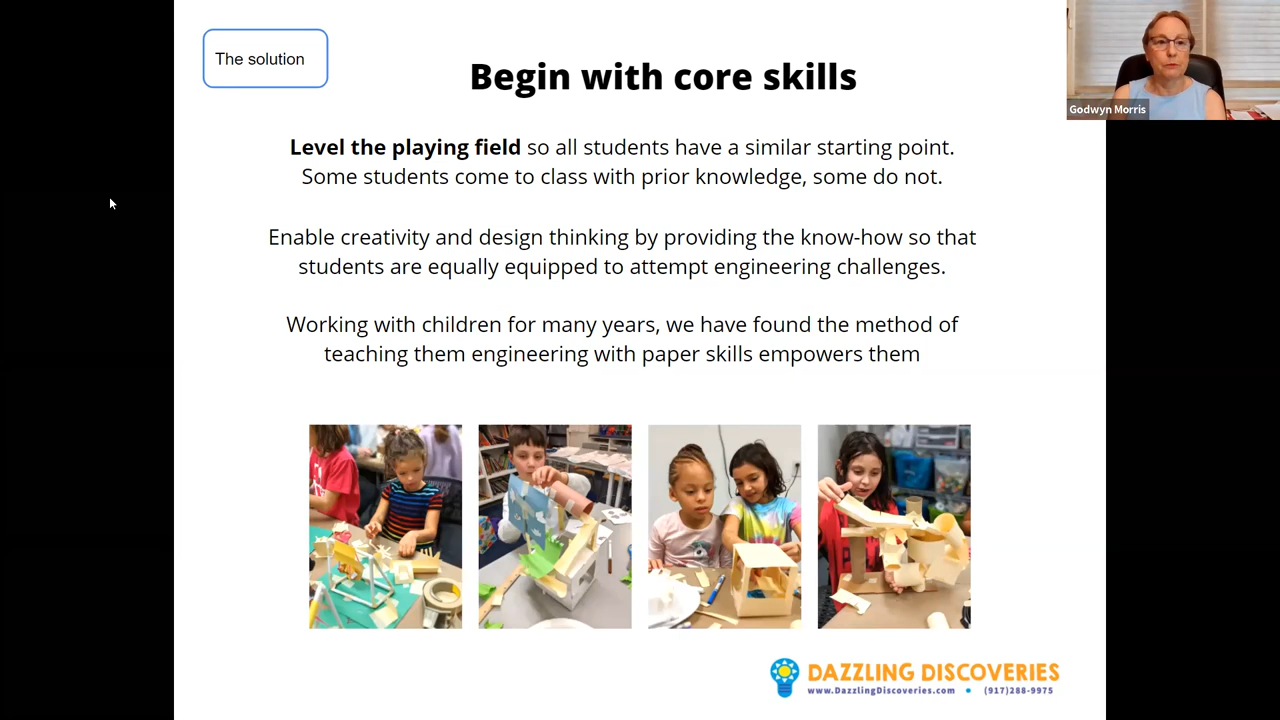 The solution
Begin with core skills
Godwyn Morris
Level the playing field so all students have a similar starting point.
Some students come to class with prior knowledge, some do not.
Enable creativity and design thinking by providing the know-how so that
students are equally equipped to attempt engineering challenges.
Working with children for many years, we have found the method of
teaching them engineering with paper skills empowers them
DAZZLING DISCOVERIES
www.DazzlingDiscoveries.com • (917)288-9975